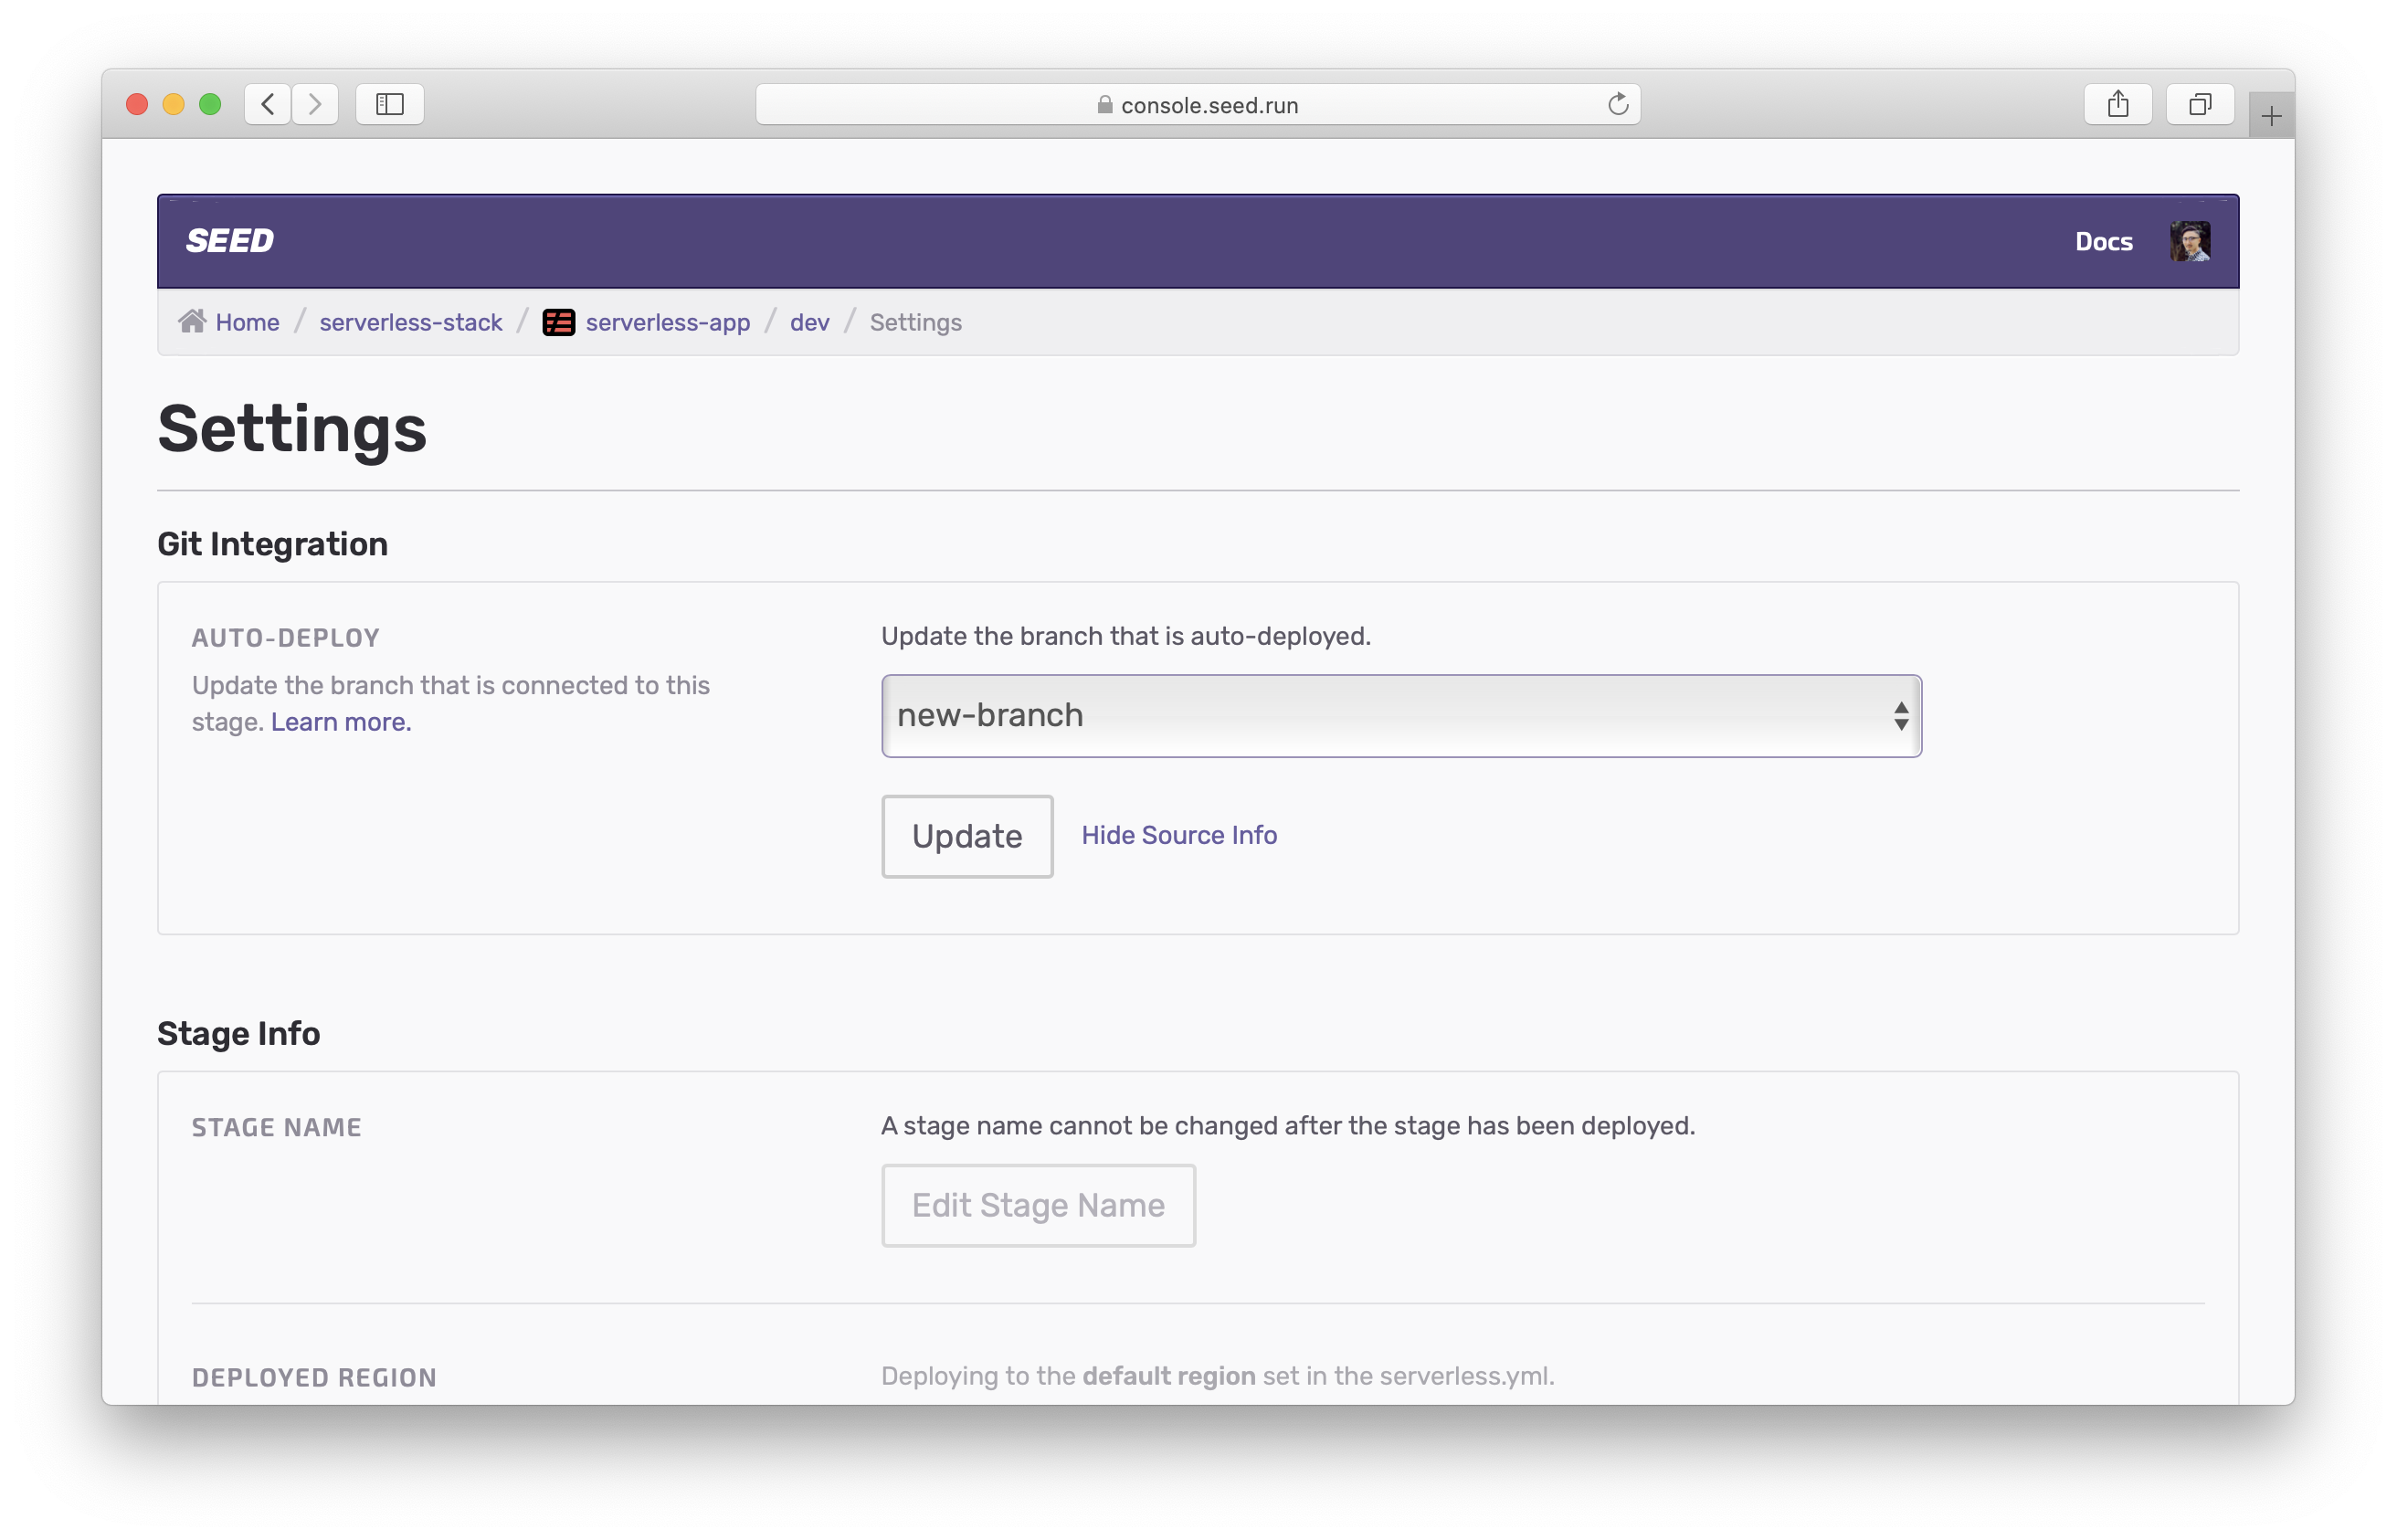 console.seed.run
SEED
Docs
Home / serverless-stack / serverless-app / dev / Settings
Settings
Git Integration
AUTO-DEPLOY
Update the branch that is connected to this
stage. Learn more.
Update the branch that is auto-deployed.
new-branch
Update
Hide Source Info
Stage Info
STAGE NAME
A stage name cannot be changed after the stage has been deployed.
Edit Stage Name
DEPLOYED REGION
Deploying to the default region set in the serverless.yml.